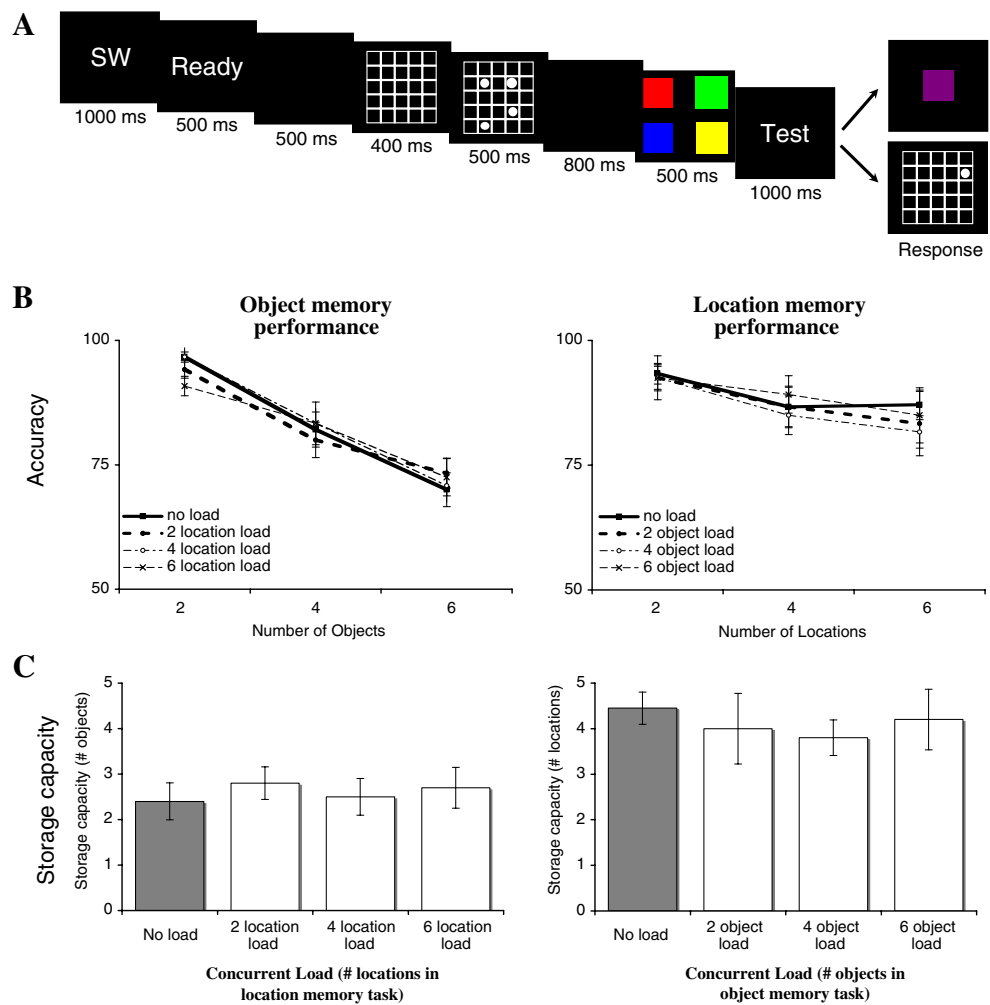 A
SW
Ready
Test
1000 ms
500 ms
500 ms
400 ms
500 ms
800 ms
500 ms
1000 ms
Response
B
Object memory
performance
Location memory
performance
Accuracy
100
75
50
no load
2 location load
4 location load
6 location load
2 4 6
Number of Objects
100
75
50
no load
2 object load
4 object load
6 object load
2 4 6
Number of Locations
C
Storage capacity
Storage capacity (# objects)
5
4
3
2
1
0
No load
2 location
load
4 location
load
6 location
load
Concurrent Load (# locations in
location memory task)
Storage capacity (# locations)
5
4
3
2
1
0
No load
2 object
load
4 object
load
6 object
load
Concurrent Load (# objects in
object memory task)